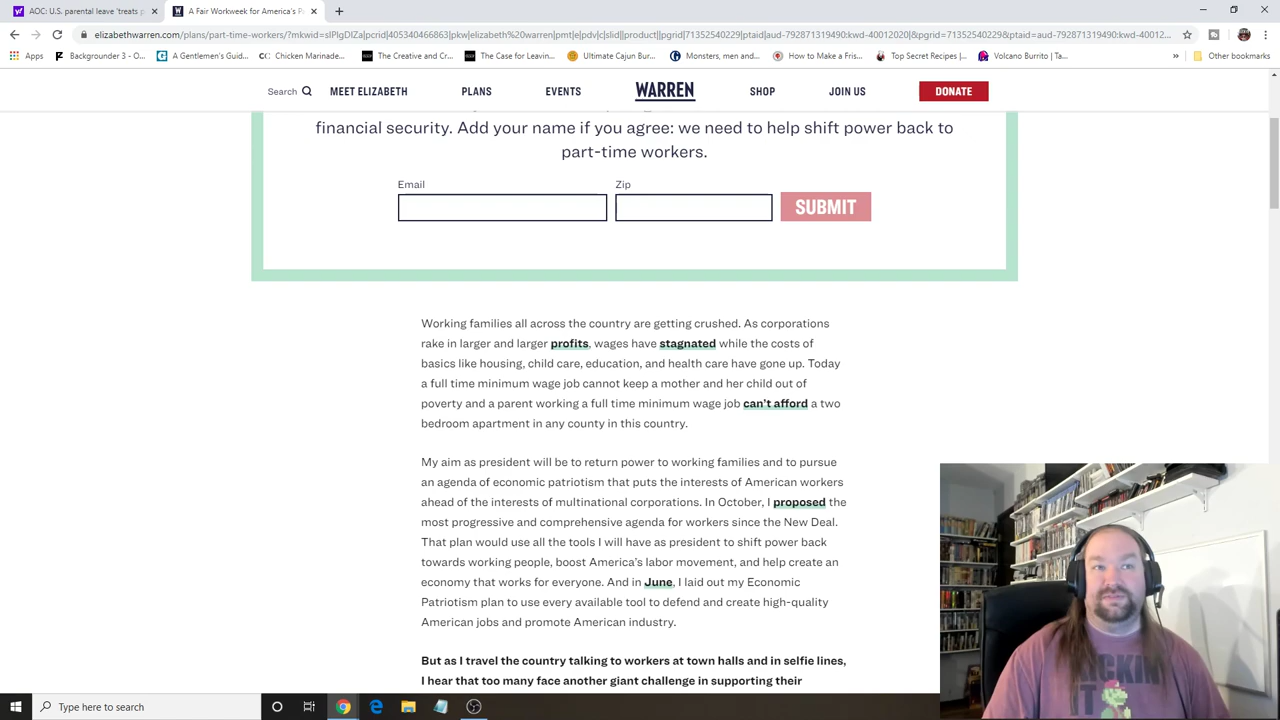 AOC: U.S. parental leave 'treats p
A Fair Workweek for America's P
elizabethwarren.com/plans/part-time-workers/?mkwid=sIPIgDIZa|pcrid|405340466863|pkw|elizabeth%20warren|pmt|e|pdv|c|slid||product||pgrid|71352540229|ptaid|aud-792871319490:kwd-40012020|&pgrid=71352540229&ptaid=aud-792871319490:kwd-40012...
Apps
Backgrounder 3 - O...
A Gentlemen's Guid...
Chicken Marinade...
The Creative and Cr...
The Case for Leavin...
Ultimate Cajun Bur...
Monsters, men and...
How to Make a Fris...
Top Secret Recipes |...
Volcano Burrito | Ta...
»
Other bookmarks
Search
MEET ELIZABETH
PLANS
EVENTS
WARREN
SHOP
JOIN US
DONATE
financial security. Add your name if you agree: we need to help shift power back to
part-time workers.
Email
Zip
SUBMIT
Working families all across the country are getting crushed. As corporations
rake in larger and larger profits, wages have stagnated while the costs of
basics like housing, child care, education, and health care have gone up. Today
a full time minimum wage job cannot keep a mother and her child out of
poverty and a parent working a full time minimum wage job can't afford a two
bedroom apartment in any county in this country.
My aim as president will be to return power to working families and to pursue
an agenda of economic patriotism that puts the interests of American workers
ahead of the interests of multinational corporations. In October, I proposed the
most progressive and comprehensive agenda for workers since the New Deal.
That plan would use all the tools I will have as president to shift power back
towards working people, boost America's labor movement, and help create an
economy that works for everyone. And in June, I laid out my Economic
Patriotism plan to use every available tool to defend and create high-quality
American jobs and promote American industry.
But as I travel the country talking to workers at town halls and in selfie lines,
I hear that too many face another giant challenge in supporting their
Type here to search